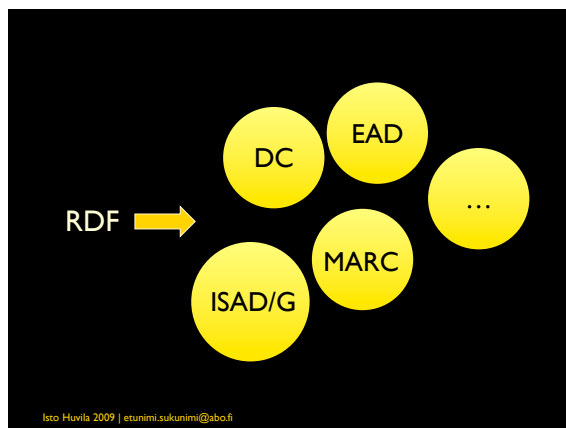 EAD
DC
...
RDF
MARC
ISAD/G
Isto Huvila 2009 | etunimi.sukunimi@abo.fi